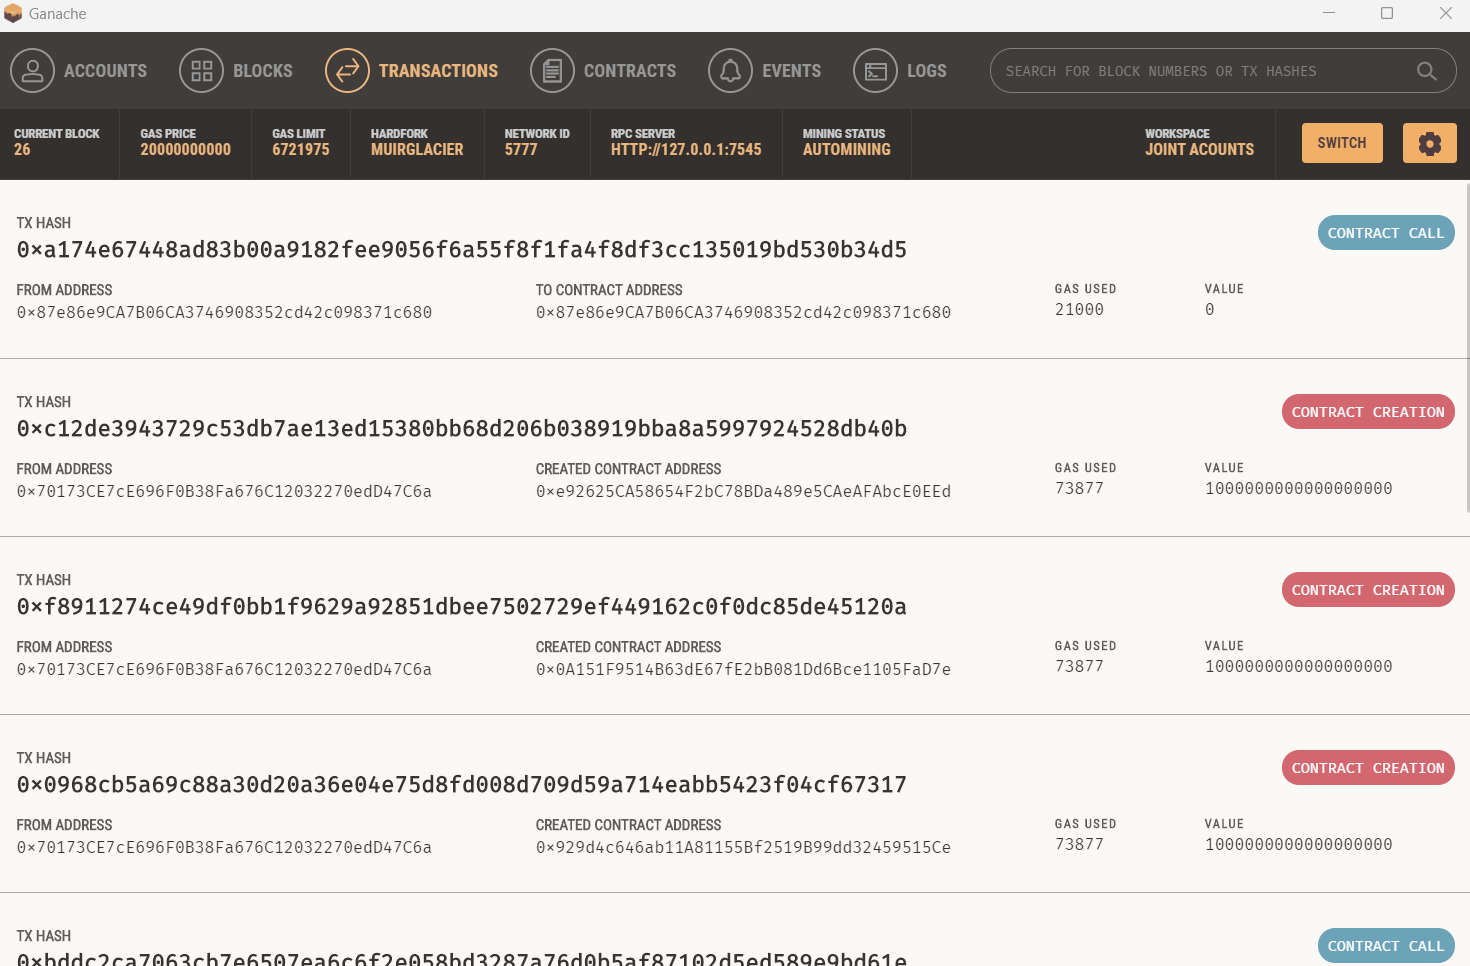 Ganache
ACCOUNTS BLOCKS TRANSACTIONS CONTRACTS EVENTS LOGS SEARCH FOR BLOCK NUMBERS OR TX HASHES
CURRENT BLOCK GAS PRICE GAS LIMIT HARDFORK NETWORK ID RPC SERVER MINING STATUS WORKSPACE
26 20000000000 6721975 MUIRGLACIER 5777 HTTP://127.0.0.1:7545 AUTOMINING JOINT ACOUNTS SWITCH
TX HASH
0×a174e67448ad83b00a9182fee9056f6a55f8f1fa4f8df3cc135019bd530b34d5 CONTRACT CALL
FROM ADDRESS TO CONTRACT ADDRESS GAS USED VALUE
0×87e86e9CA7B06CA3746908352cd42c098371c680 0×87e86e9CA7B06CA3746908352cd42c098371c680 21000 0
TX HASH
0×c12de3943729c53db7ae13ed15380bb68d206b038919bba8a5997924528db40b CONTRACT CREATION
FROM ADDRESS CREATED CONTRACT ADDRESS GAS USED VALUE
0×70173CE7cE696F0B38Fa676C12032270edD47C6a 0×e92625CA58654F2bC78BDa489e5CAeAFAbcE0EEd 73877 1000000000000000000
TX HASH
0×f8911274ce49df0bb1f9629a92851dbee7502729ef449162c0f0dc85de45120a CONTRACT CREATION
FROM ADDRESS CREATED CONTRACT ADDRESS GAS USED VALUE
0×70173CE7cE696F0B38Fa676C12032270edD47C6a 0×0A151F9514B63dE67fE2bB081Dd6Bce1105FaD7e 73877 1000000000000000000
TX HASH
0×0968cb5a69c88a30d20a36e04e75d8fd008d709d59a714eabb5423f04cf67317 CONTRACT CREATION
FROM ADDRESS CREATED CONTRACT ADDRESS GAS USED VALUE
0×70173CE7cE696F0B38Fa676C12032270edD47C6a 0×929d4c646ab11A81155Bf2519B99dd32459515Ce 73877 1000000000000000000
TX HASH
0×bddc2ca7063cb7e6507ea6c6f2e058bd3287a76d0b5af87102d5ed589e9bd61e CONTRACT CALL